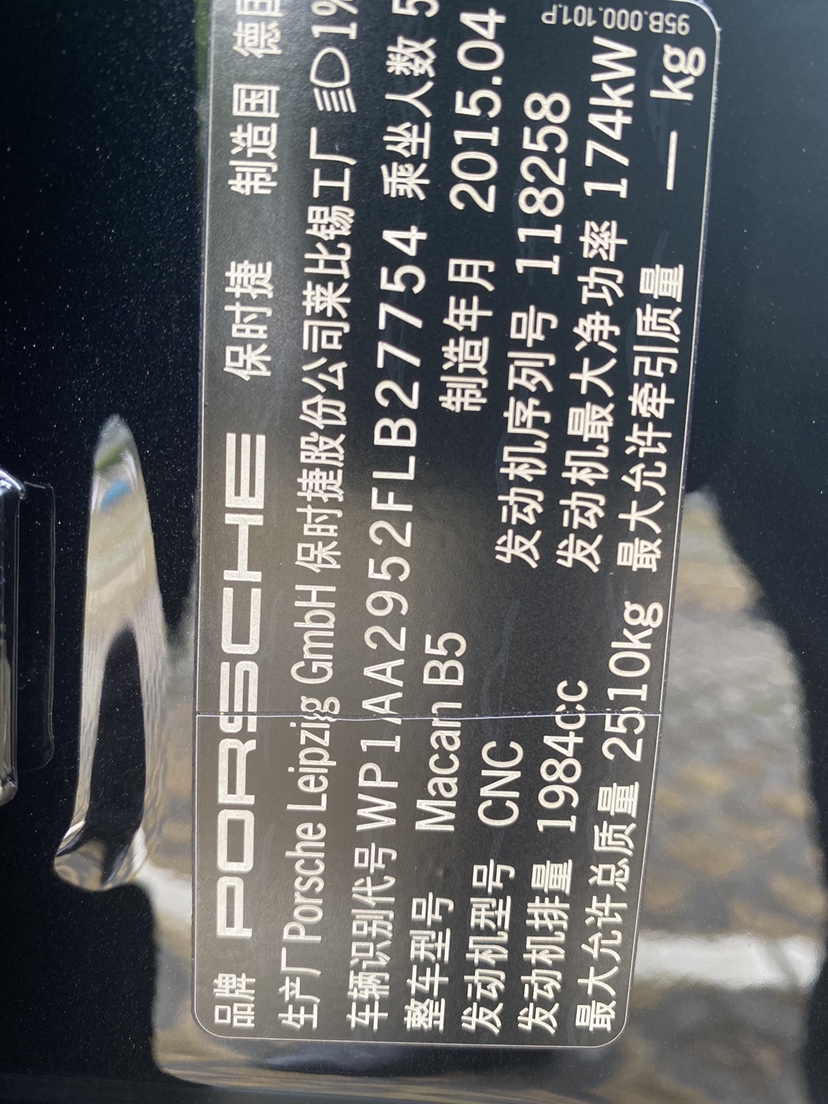 品牌 PORSCHE 保时捷 制造国 德国
生产厂 Porsche Leipzig GmbH 保时捷股份公司莱比锡工厂 1%
车辆识别代号 WP1AA2952FLB27754 乘坐人数 5
整车型号 Macan B5 制造年月 2015.04
发动机型号 CNC 发动机序列号 118258
发动机排量 1984cc 发动机最大净功率 174kW
最大允许总质量 2510kg 最大允许牵引质量 — kg
95B.000.101.P